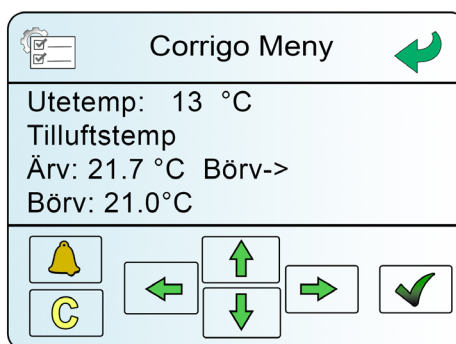 Corrigo Meny
Utetemp: 13 °C
Tilluftstemp
Ärv: 21.7 °C Börv->
Börv: 21.0°C
C